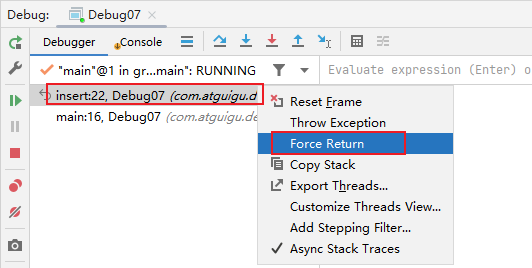 Debug: Debug07
Debugger Console
"main"@1 in gr...main": RUNNING Evaluate expression (Enter) o
insert:22, Debug07 (com.atguigu.d
main:16, Debug07 (com.atguigu.de
Reset Frame
Throw Exception
Force Return
Copy Stack
Export Threads...
Customize Threads View...
Add Stepping Filter...
Async Stack Traces